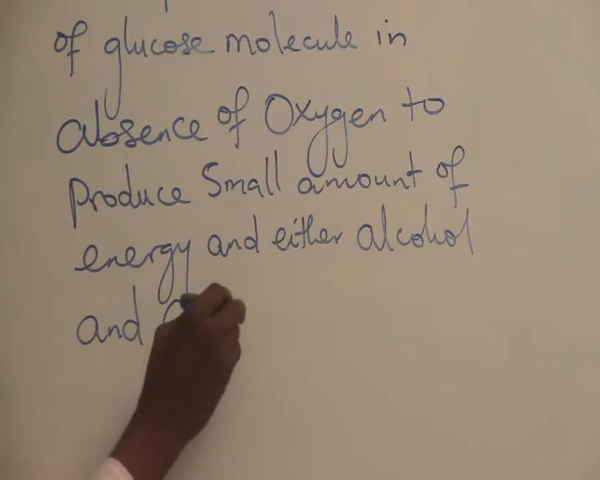 of glucose molecule in
absence of Oxygen to
Produce Small amount of
energy and either alcohol
and